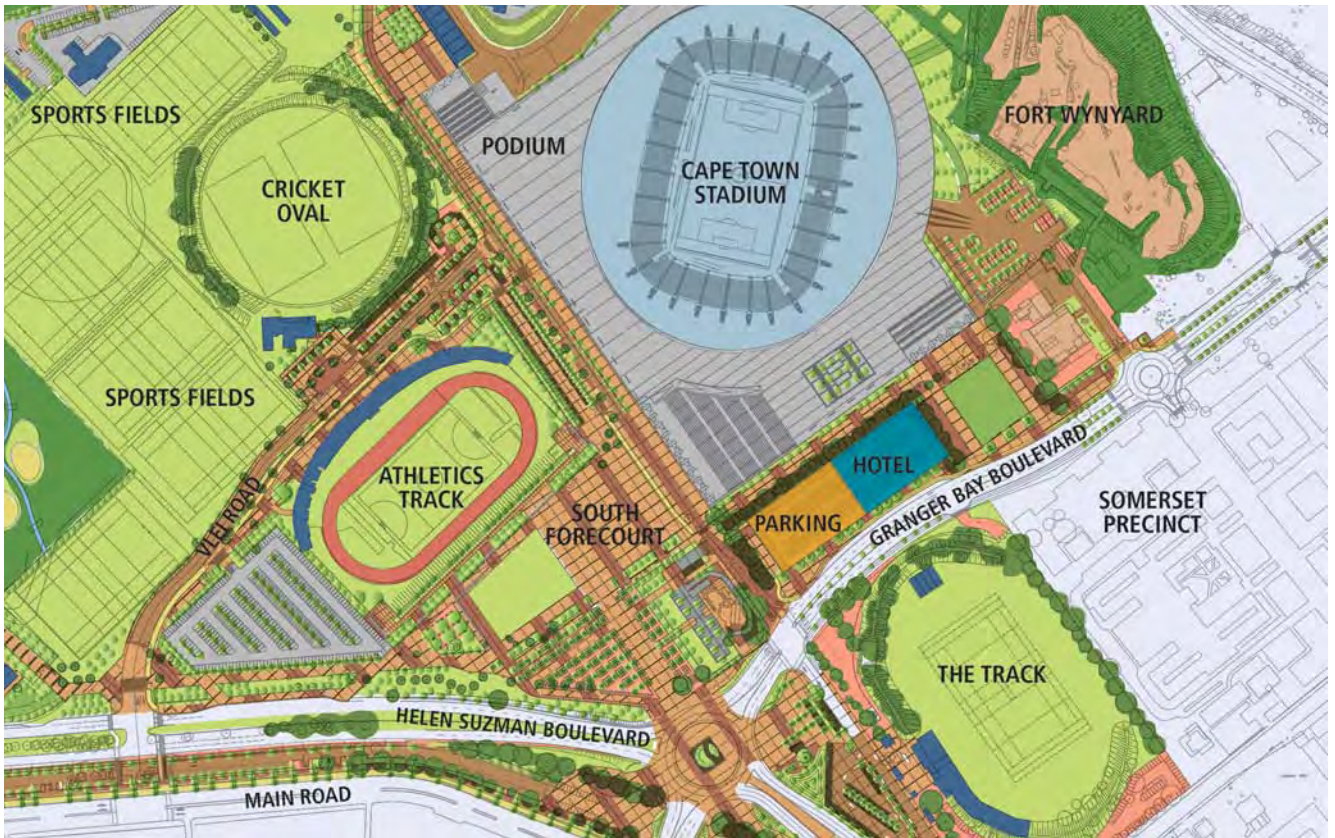 SPORTS FIELDS
CRICKET
OVAL
PODIUM
CAPE TOWN
STADIUM
FORT WYNYARD
SPORTS FIELDS
VLEI ROAD
ATHLETICS
TRACK
SOUTH
FORECOURT
PARKING
HOTEL
GRANGER BAY BOULEVARD
SOMERSET
PRECINCT
THE TRACK
HELEN SUZMAN BOULEVARD
MAIN ROAD